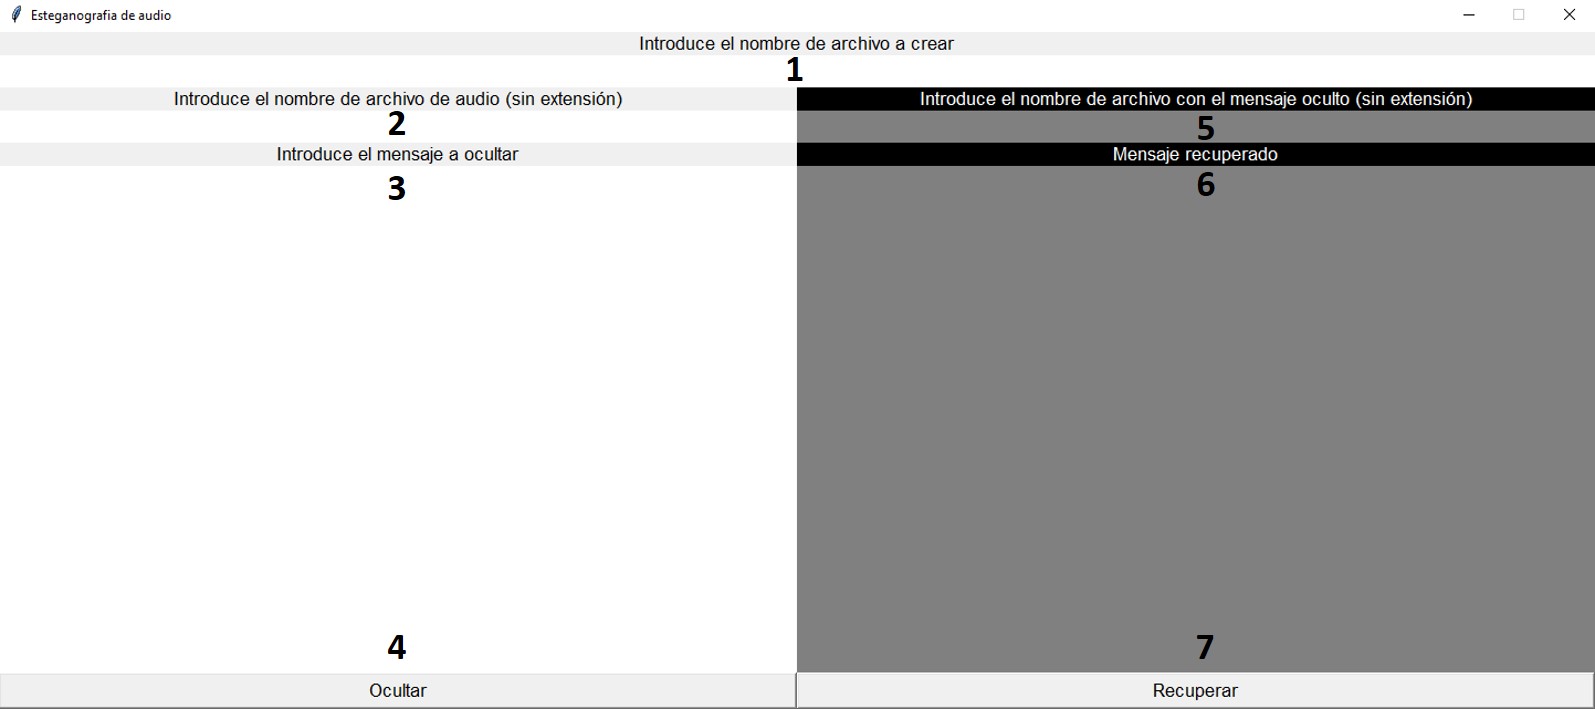 Esteganografia de audio
Introduce el nombre de archivo a crear
1
Introduce el nombre de archivo de audio (sin extensión)
2
Introduce el mensaje a ocultar
3
4
Ocultar
Introduce el nombre de archivo con el mensaje oculto (sin extensión)
5
Mensaje recuperado
6
7
Recuperar